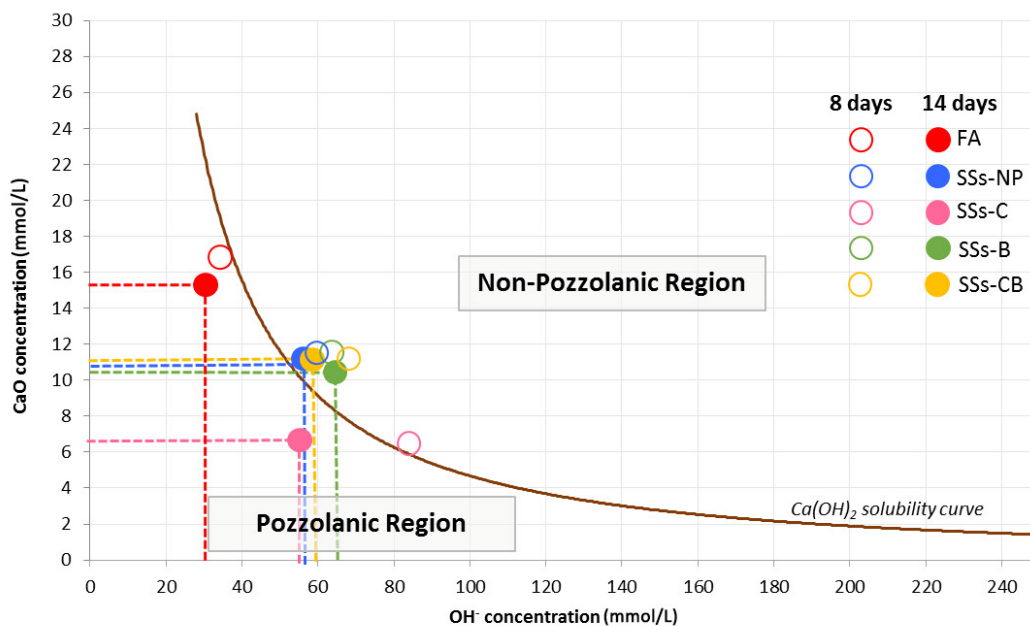 30
28
26
24
22
20
18
16
14
12
10
8
6
4
2
0
CaO concentration (mmol/L)
8 days 14 days
FA
SSs-NP
SSs-C
SSs-B
SSs-CB
Non-Pozzolanic Region
Pozzolanic Region
Ca(OH)₂ solubility curve
0 20 40 60 80 100 120 140 160 180 200 220 240
OH⁻ concentration (mmol/L)